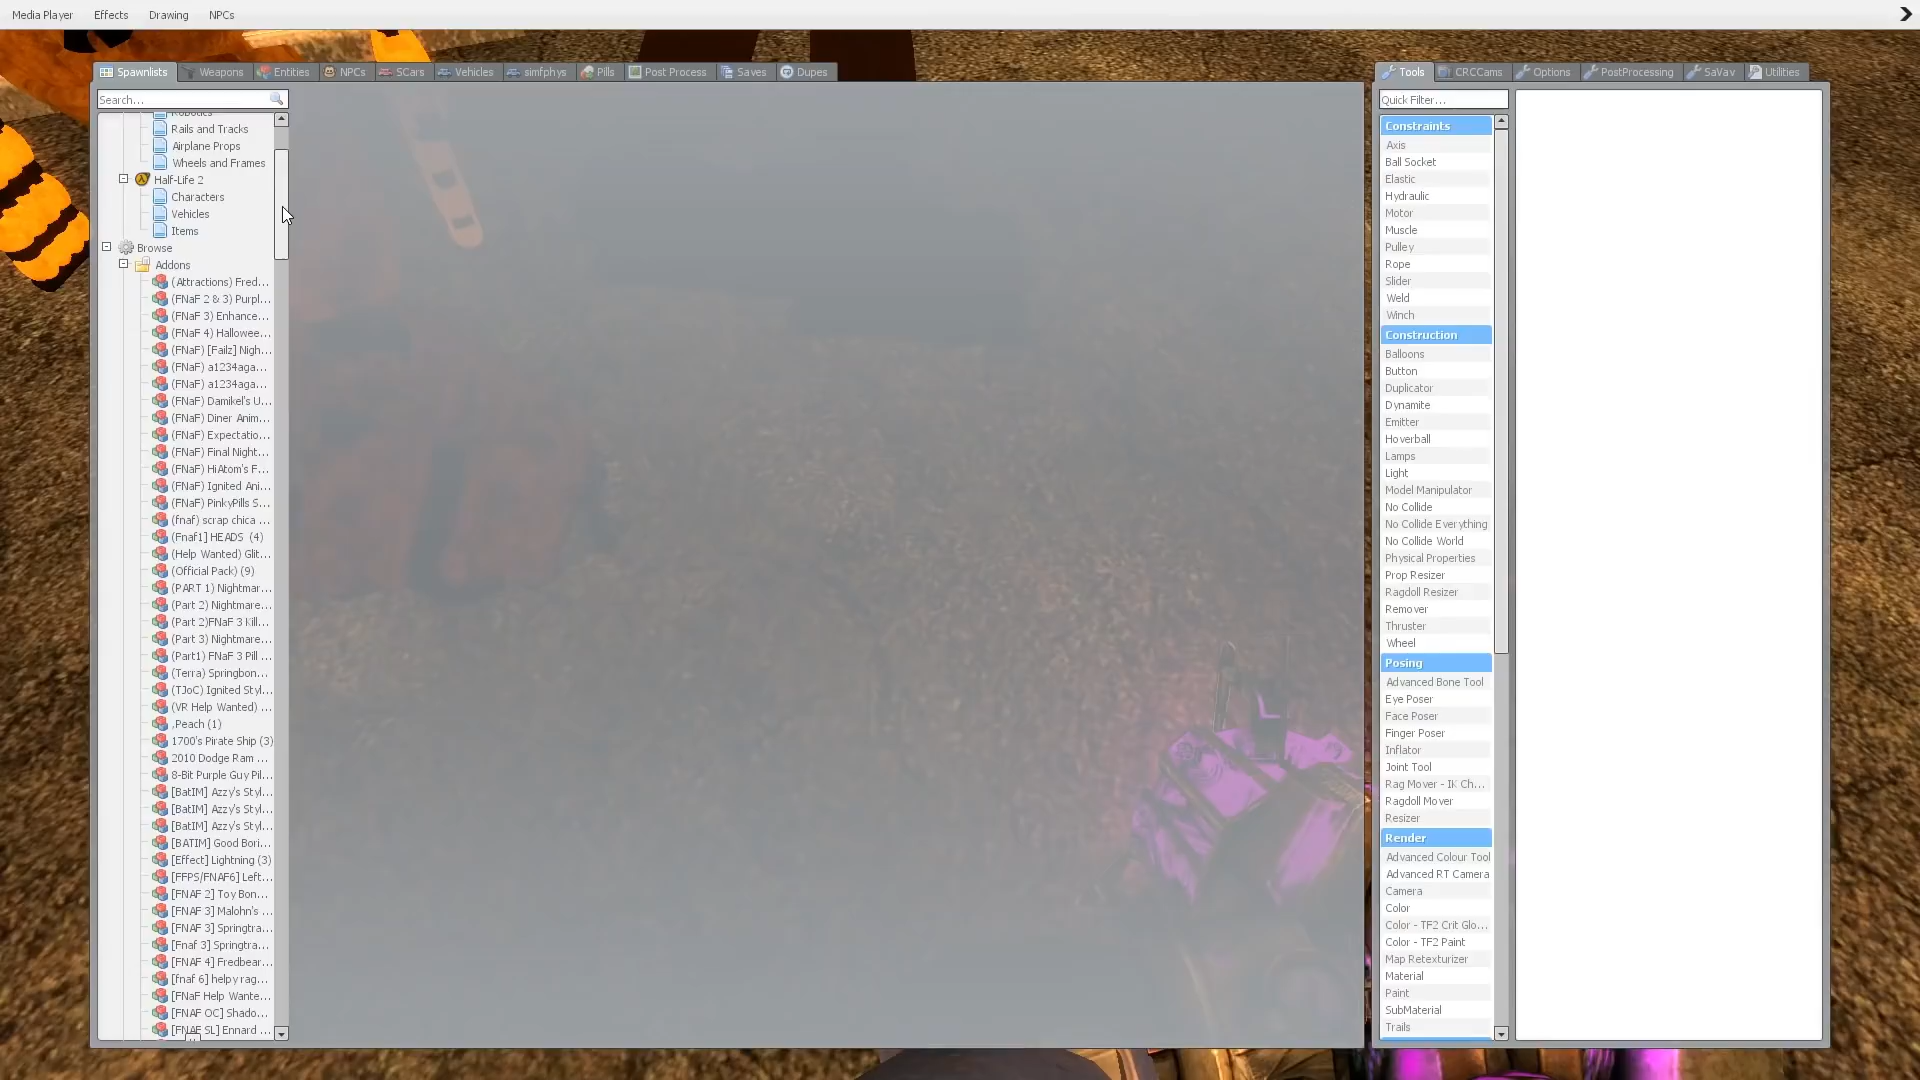 Media Player Effects Drawing NPCs
Spawnlists Weapons Entities NPCs SCars Vehicles simfphys Pills Post Process Saves Dupes
Search...
Robotics
Rails and Tracks
Airplane Props
Wheels and Frames
Half-Life 2
Characters
Vehicles
Items
Browse
Addons
(Attractions) Fred...
(FNaF 2 & 3) Purpl...
(FNaF 3) Enhance...
(FNaF 4) Hallowee...
(FNaF) [Failz] Nigh...
(FNaF) a1234aga...
(FNaF) a1234aga...
(FNaF) Damikel's U...
(FNaF) Diner Anim...
(FNaF) Expectatio...
(FNaF) Final Night...
(FNaF) HiAtom's F...
(FNaF) Ignited Ani...
(FNaF) PinkyPills S...
(fnaf) scrap chica ...
(Fnaf1] HEADS (4)
(Help Wanted) Glit...
(Official Pack) (9)
(PART 1) Nightmar...
(Part 2) Nightmare...
(Part 2)FNaF 3 Kill...
(Part 3) Nightmare...
(Part1) FNaF 3 Pill ...
(Terra) Springbon...
(TJoC) Ignited Styl...
(VR Help Wanted) ...
.Peach (1)
1700's Pirate Ship (3)
2010 Dodge Ram ...
8-Bit Purple Guy Pil...
[BatIM] Azzy's Styl...
[BatIM] Azzy's Styl...
[BatIM] Azzy's Styl...
[BATIM] Good Bori...
[Effect] Lightning (3)
[FFPS/FNAF6] Left...
[FNAF 2] Toy Bon...
[FNAF 3] Malohn's ...
[FNAF 3] Springtra...
[Fnaf 3] Springtra...
[FNAF 4] Fredbear...
[fnaf 6] helpy rag...
[FNaF Help Wante...
[FNAF OC] Shado...
[FNAF SL] Ennard ...
Tools CRCCams Options PostProcessing SaVav Utilities
Quick Filter...
Constraints
Axis
Ball Socket
Elastic
Hydraulic
Motor
Muscle
Pulley
Rope
Slider
Weld
Winch
Construction
Balloons
Button
Duplicator
Dynamite
Emitter
Hoverball
Lamps
Light
Model Manipulator
No Collide
No Collide Everything
No Collide World
Physical Properties
Prop Resizer
Ragdoll Resizer
Remover
Thruster
Wheel
Posing
Advanced Bone Tool
Eye Poser
Face Poser
Finger Poser
Inflator
Joint Tool
Rag Mover - IK Ch...
Ragdoll Mover
Resizer
Render
Advanced Colour Tool
Advanced RT Camera
Camera
Color
Color - TF2 Crit Glo...
Color - TF2 Paint
Map Retexturizer
Material
Paint
SubMaterial
Trails